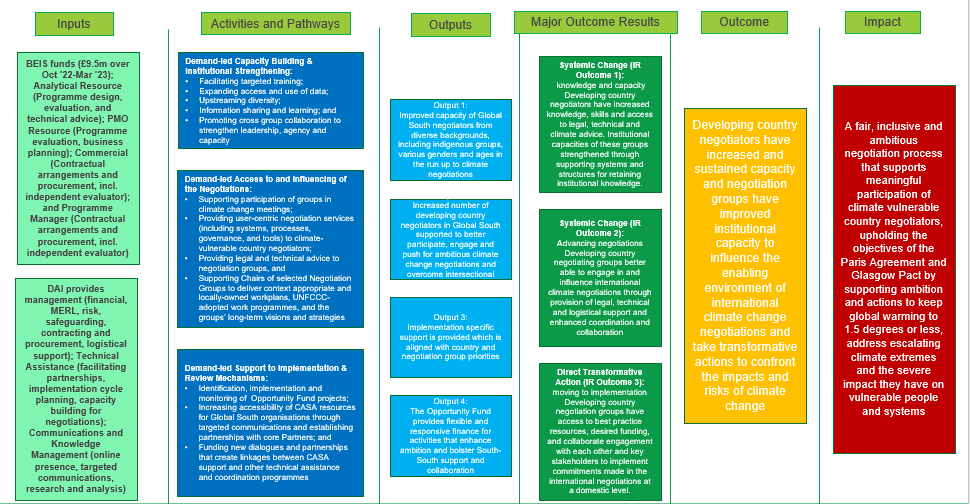 Inputs
Activities and Pathways
Outputs
Major Outcome Results
Outcome
Impact
BEIS funds (£9.5m over
Oct '22-Mar '23);
Analytical Resource
(Programme design,
evaluation, and
technical advice); PMO
Resource (Programme
evaluation, business
planning); Commercial
(Contractual
arrangements and
procurement, incl.
independent evaluator);
and Programme
Manager (Contractual
arrangements and
procurement, incl.
independent evaluator)
DAI provides
management (financial,
MERL, risk,
safeguarding,
contracting and
procurement, logistical
support); Technical
Assistance (facilitating
partnerships,
implementation cycle
planning, capacity
building for
negotiations);
Communications and
Knowledge
Management (online
presence, targeted
communications,
research and analysis)
Demand-led Capacity Building &
Institutional Strengthening:
• Facilitating targeted training;
• Expanding access and use of data;
• Upstreaming diversity;
• Information sharing and learning; and
• Promoting cross group collaboration to
strengthen leadership, agency and
capacity
Demand-led Access to and Influencing of
the Negotiations:
• Supporting participation of groups in
climate change meetings;
• Providing user-centric negotiation services
(including systems, processes,
governance, and tools) to climate-
vulnerable country negotiators;
• Providing legal and technical advice to
negotiation groups, and
• Supporting Chairs of selected Negotiation
Groups to deliver context appropriate and
locally-owned workplans, UNFCCC-
adopted work programmes, and the
groups' long-term visions and strategies
Demand-led Support to Implementation &
Review Mechanisms:
• Identification, implementation and
monitoring of Opportunity Fund projects;
• Increasing accessibility of CASA resources
for Global South organisations through
targeted communications and establishing
partnerships with core Partners; and
• Funding new dialogues and partnerships
that create linkages between CASA
support and other technical assistance
and coordination programmes
Output 1:
Improved capacity of Global
South negotiators from
diverse backgrounds,
including indigenous groups,
various genders and ages in
the run up to climate
negotiations
Increased number of
developing country
negotiators in Global South
supported to better
participate, engage and
push for ambitious climate
change negotiations and
overcome intersectional
Output 3:
Implementation specific
support is provided which is
aligned with country and
negotiation group priorities
Output 4:
The Opportunity Fund
provides flexible and
responsive finance for
activities that enhance
ambition and bolster South-
South support and
collaboration
Systemic Change (IR
Outcome 1):
knowledge and capacity
Developing country
negotiators have increased
knowledge, skills and access
to legal, technical and
climate advice. Institutional
capacities of these groups
strengthened through
supporting systems and
structures for retaining
institutional knowledge.
Systemic Change (IR
Outcome 2):
Advancing negotiations
Developing country
negotiating groups better
able to engage in and
influence international
climate negotiations through
provision of legal, technical
and logistical support and
enhanced coordination and
collaboration
Direct Transformative
Action (IR Outcome 3):
moving to implementation
Developing country
negotiation groups have
access to best practice
resources, desired funding,
and collaborate engagement
with each other and key
stakeholders to implement
commitments made in the
international negotiations at
a domestic level.
Developing country
negotiators have
increased and
sustained capacity
and negotiation
groups have
improved
institutional
capacity to
influence the
enabling
environment of
international
climate change
negotiations and
take transformative
actions to confront
the impacts and
risks of climate
change
A fair, inclusive and
ambitious
negotiation process
that supports
meaningful
participation of
climate vulnerable
country negotiators,
upholding the
objectives of the
Paris Agreement and
Glasgow Pact by
supporting ambition
and actions to keep
global warming to
1.5 degrees or less,
address escalating
climate extremes
and the severe
impact they have on
vulnerable people
and systems